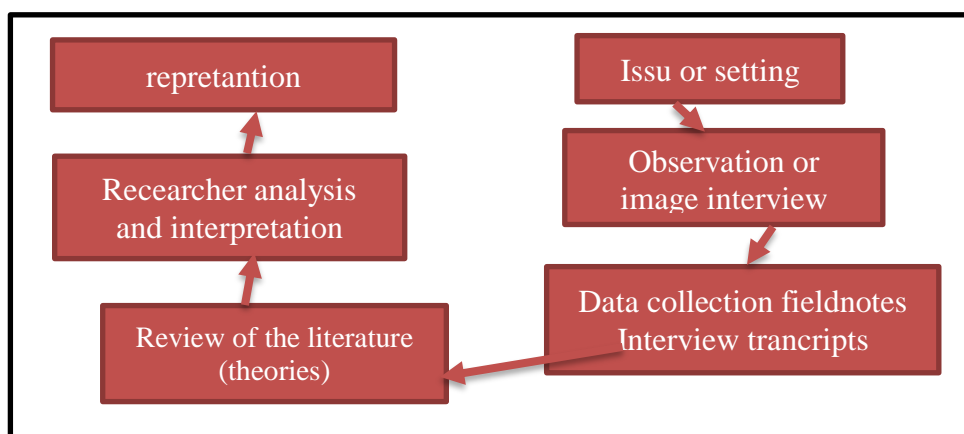 repretantion
Issu or setting
Recearcher analysis
and interpretation
Observation or
image interview
Review of the literature
(theories)
Data collection fieldnotes
Interview trancripts